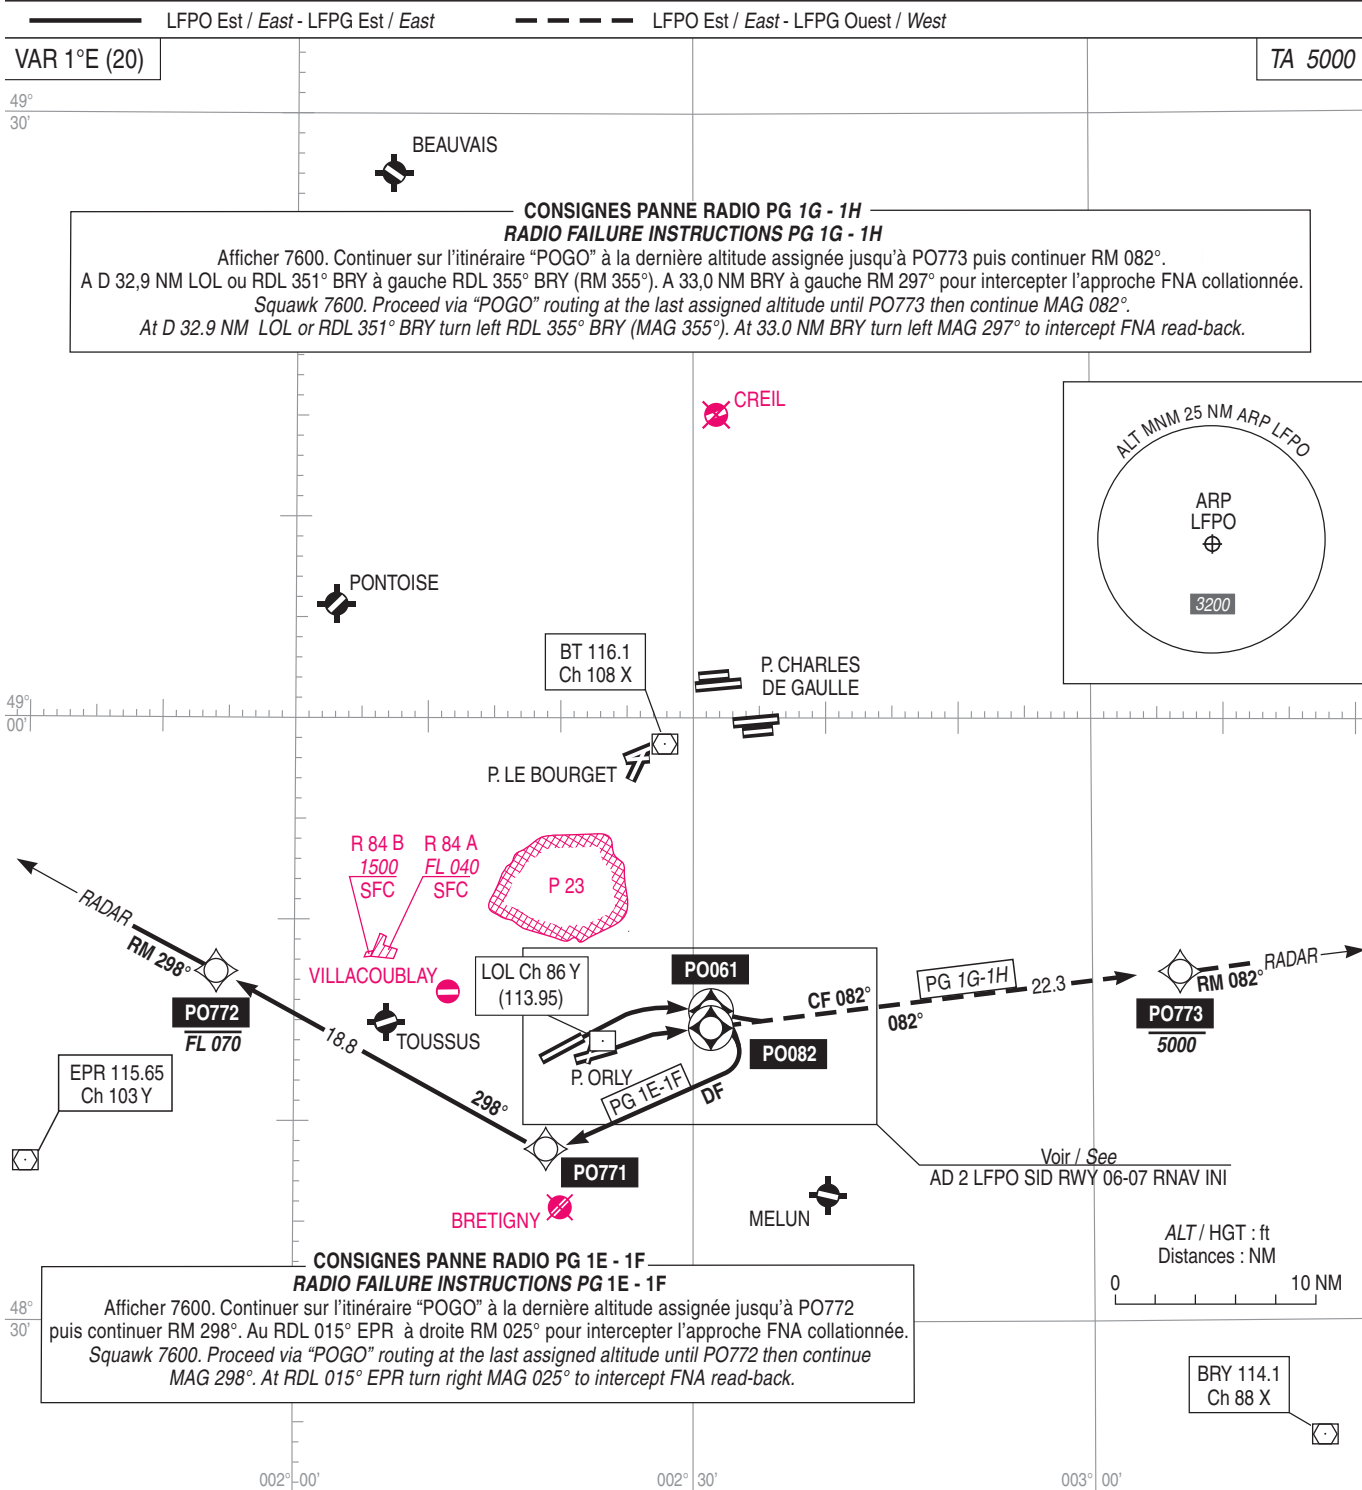 LFPO Est / East - LFPG Est / East
LFPO Est / East - LFPG Ouest / West
VAR 1°E (20)
TA 5000
49°
30'
BEAUVAIS
CONSIGNES PANNE RADIO PG 1G - 1H
RADIO FAILURE INSTRUCTIONS PG 1G - 1H
Afficher 7600. Continuer sur l'itinéraire “POGO” à la dernière altitude assignée jusqu'à PO773 puis continuer RM 082°.
A D 32,9 NM LOL ou RDL 351° BRY à gauche RDL 355° BRY (RM 355°). A 33,0 NM BRY à gauche RM 297° pour intercepter l'approche FNA collationnée.
Squawk 7600. Proceed via “POGO” routing at the last assigned altitude until PO773 then continue MAG 082°.
At D 32.9 NM LOL or RDL 351° BRY turn left RDL 355° BRY (MAG 355°). At 33.0 NM BRY turn left MAG 297° to intercept FNA read-back.
CREIL
ALT MNM 25 NM ARP LFPO
ARP
LFPO
3200
PONTOISE
BT 116.1
Ch 108 X
P. CHARLES
DE GAULLE
49°
00'
P. LE BOURGET
R 84 B
1500
SFC
R 84 A
FL 040
SFC
P 23
RADAR
RM 298°
PO772
FL 070
VILLACOUBLAY
TOUSSUS
LOL Ch 86 Y
(113.95)
PO061
CF 082°
082°
PG 1G-1H
22.3
RM 082°
RADAR
PO773
5000
PO082
P. ORLY
PG 1E-1F
DF
18.8
298°
EPR 115.65
Ch 103 Y
PO771
Voir / See
AD 2 LFPO SID RWY 06-07 RNAV INI
BRETIGNY
MELUN
ALT / HGT : ft
Distances : NM
0
10 NM
CONSIGNES PANNE RADIO PG 1E - 1F
RADIO FAILURE INSTRUCTIONS PG 1E - 1F
Afficher 7600. Continuer sur l'itinéraire “POGO” à la dernière altitude assignée jusqu'à PO772
puis continuer RM 298°. Au RDL 015° EPR à droite RM 025° pour intercepter l'approche FNA collationnée.
Squawk 7600. Proceed via “POGO” routing at the last assigned altitude until PO772 then continue
MAG 298°. At RDL 015° EPR turn right MAG 025° to intercept FNA read-back.
48°
30'
BRY 114.1
Ch 88 X
002° 00'
002° 30'
003° 00'